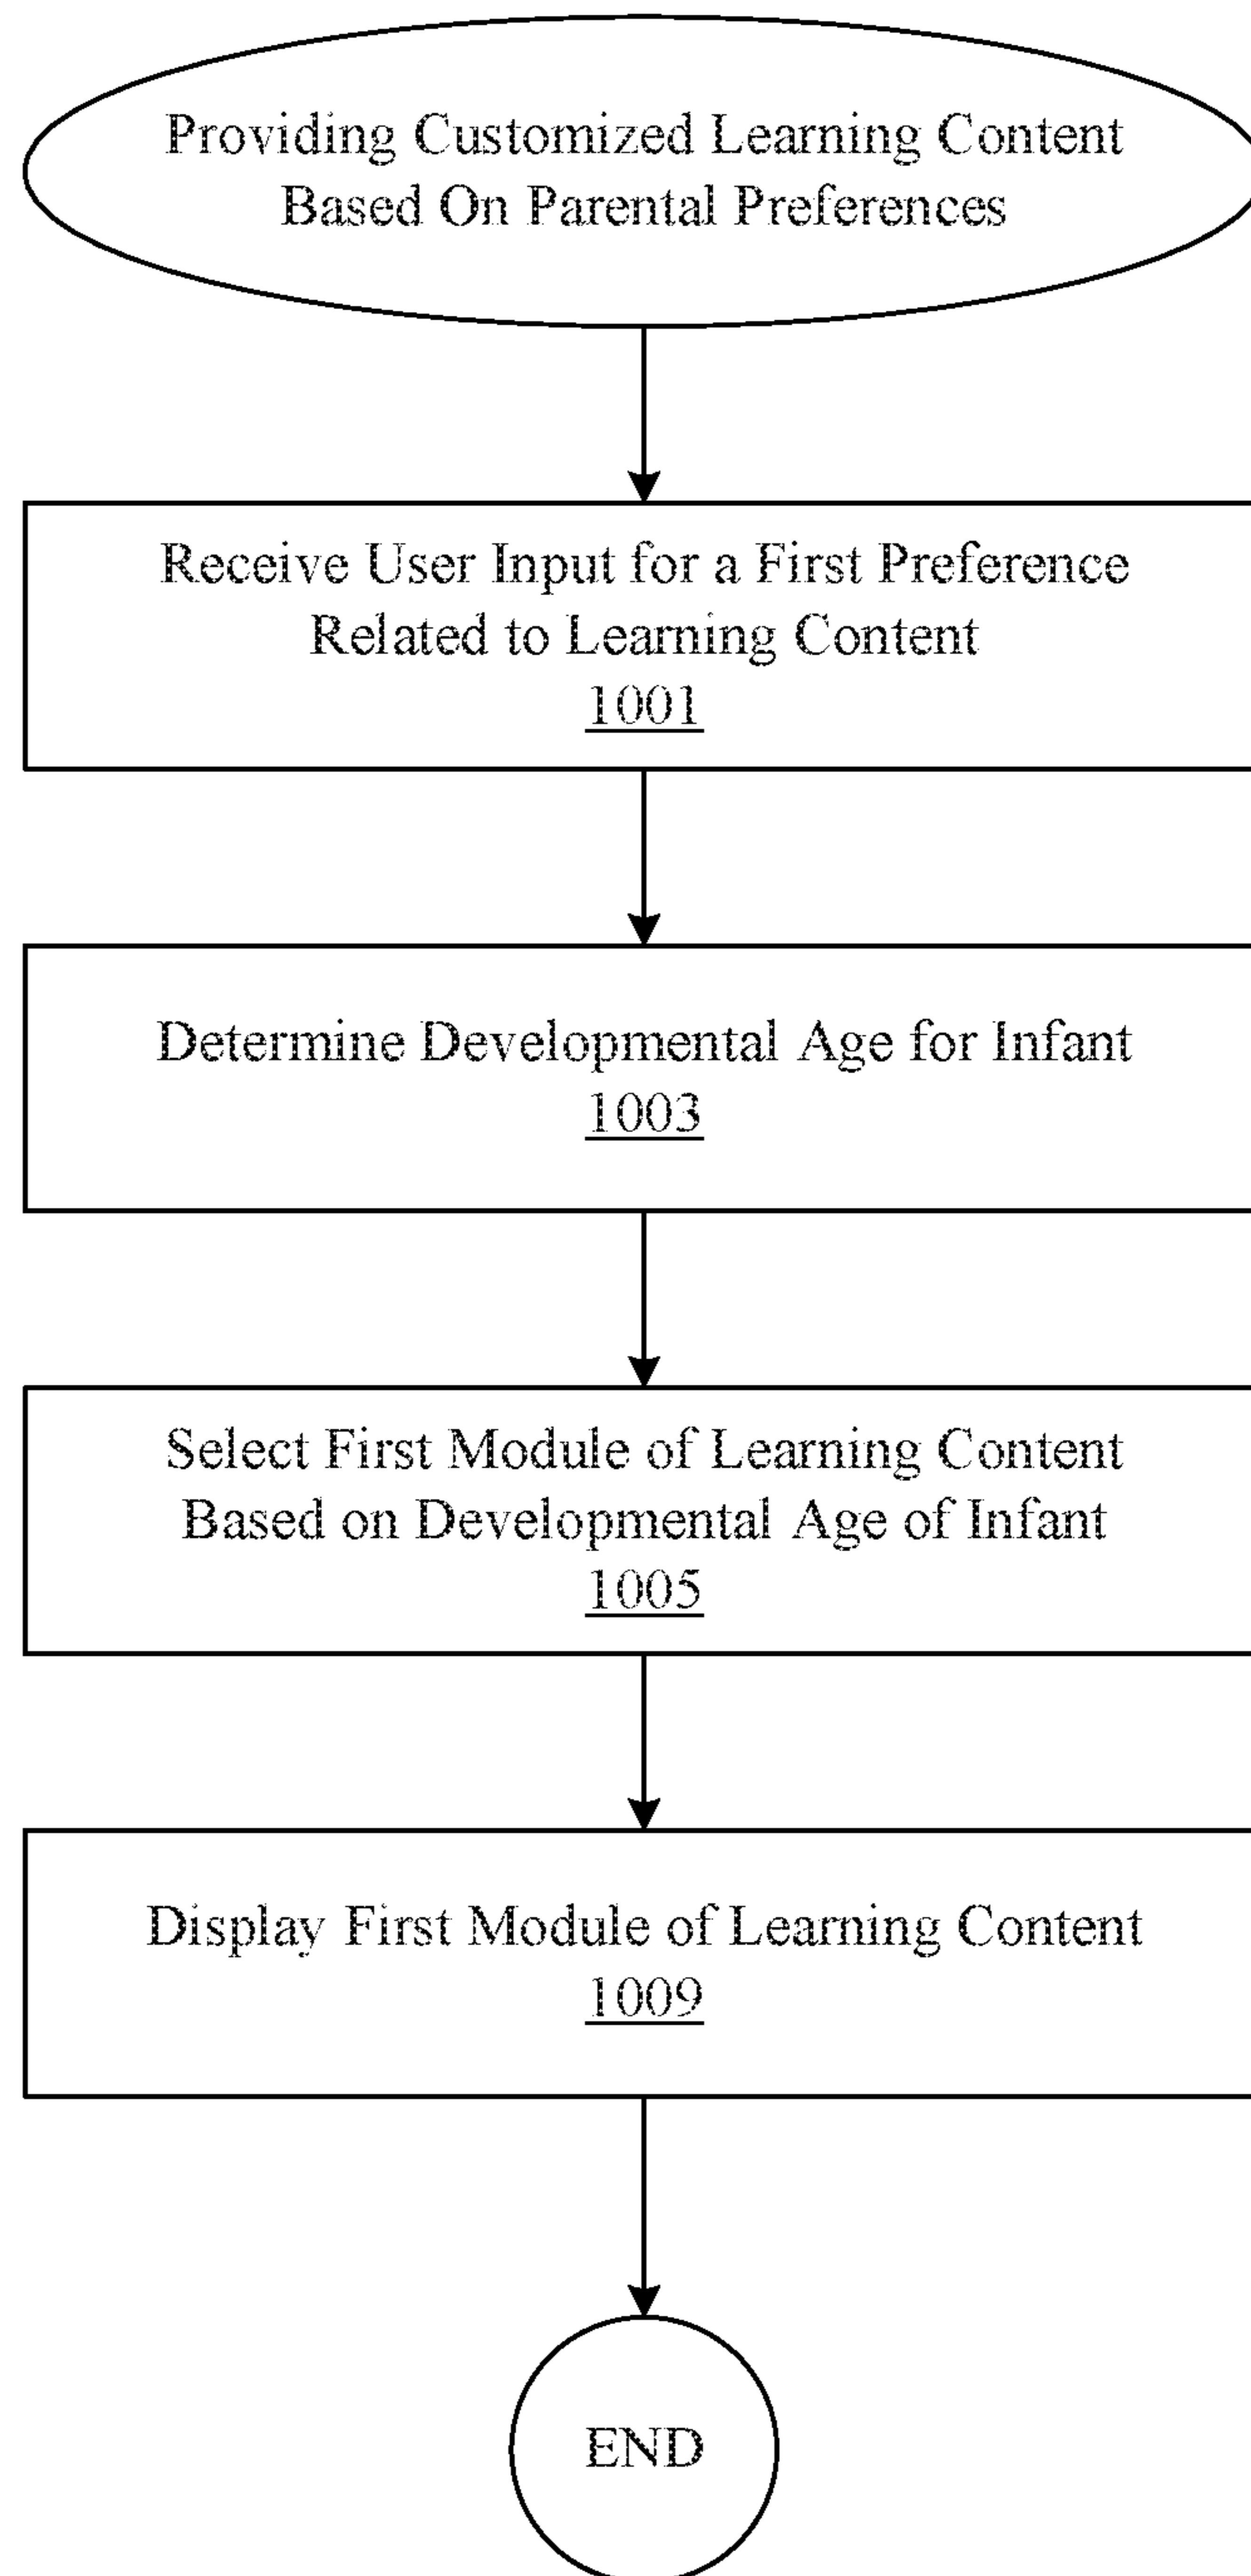 Providing Customized Learning Content
Based On Parental Preferences
Receive User Input for a First Preference
Related to Learning Content
1001
Determine Developmental Age for Infant
1003
Select First Module of Learning Content
Based on Developmental Age of Infant
1005
Display First Module of Learning Content
1009
END